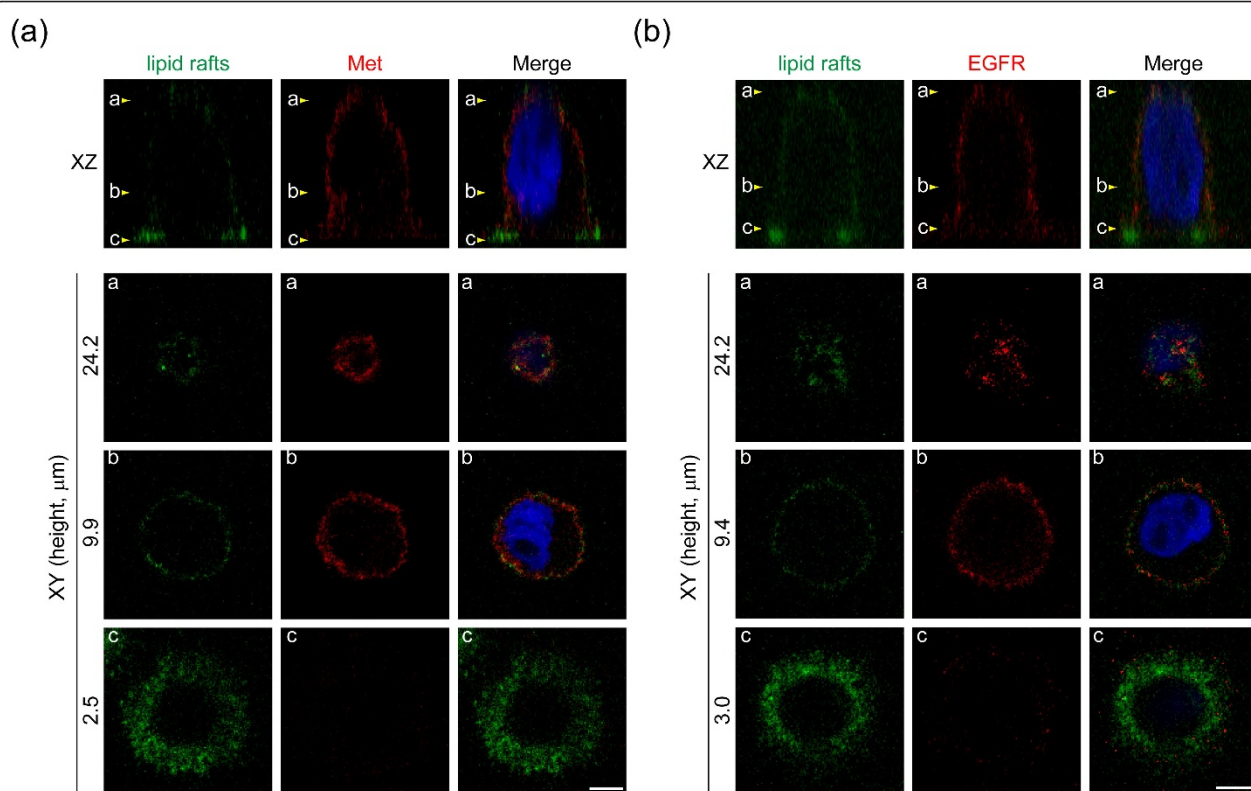 (a)
(b)
lipid rafts Met Merge
lipid rafts EGFR Merge
XZ
a a a
b b b
c c c
XZ
a a a
b b b
c c c
XY (height, μm)
24.2
a a a
9.9
b b b
2.5
c c c
XY (height, μm)
24.2
a a a
9.4
b b b
3.0
c c c